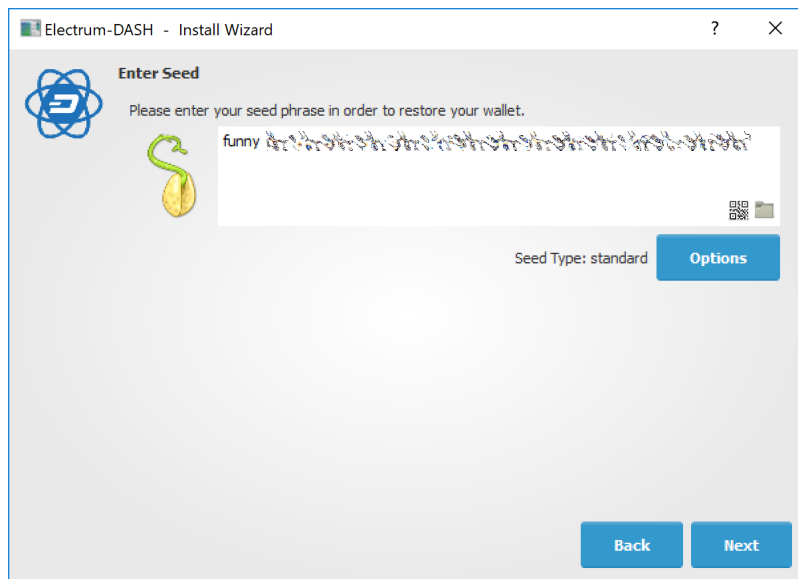 Electrum-DASH - Install Wizard
Enter Seed
Please enter your seed phrase in order to restore your wallet.
funny
Seed Type: standard
Options
Back
Next